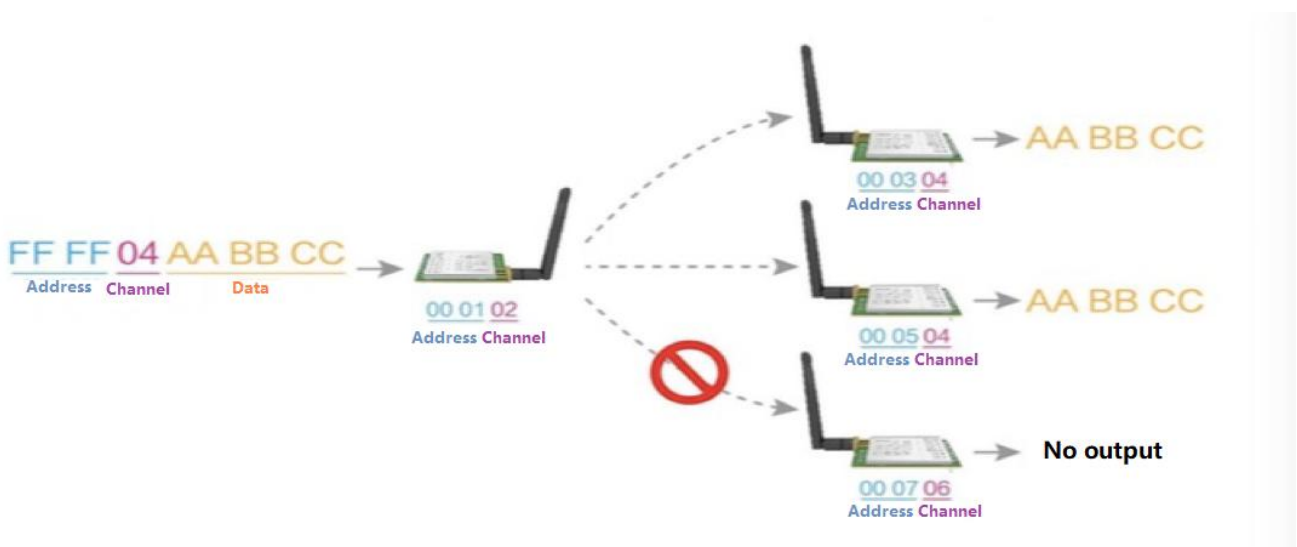 FF FF 04 AA BB CC
Address Channel Data
00 01 02
Address Channel
AA BB CC
00 03 04
Address Channel
AA BB CC
00 05 04
Address Channel
No output
00 07 06
Address Channel